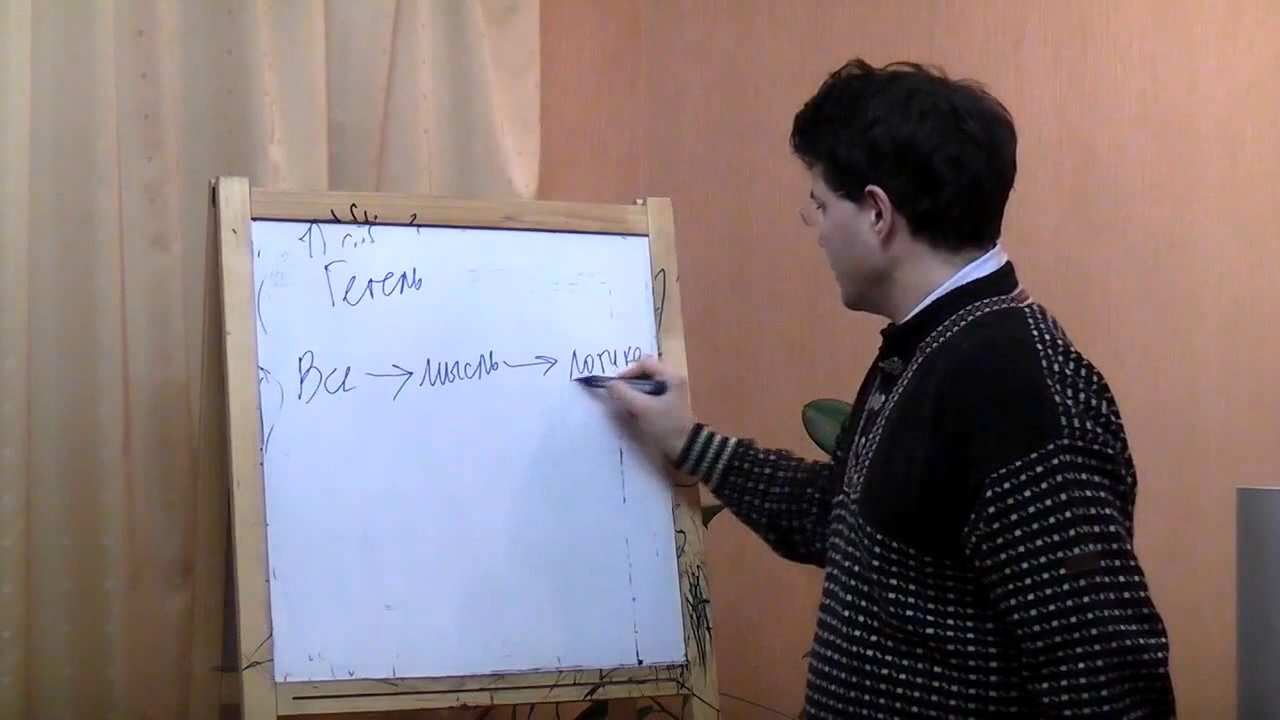 Гегель
Все → мысль → логика